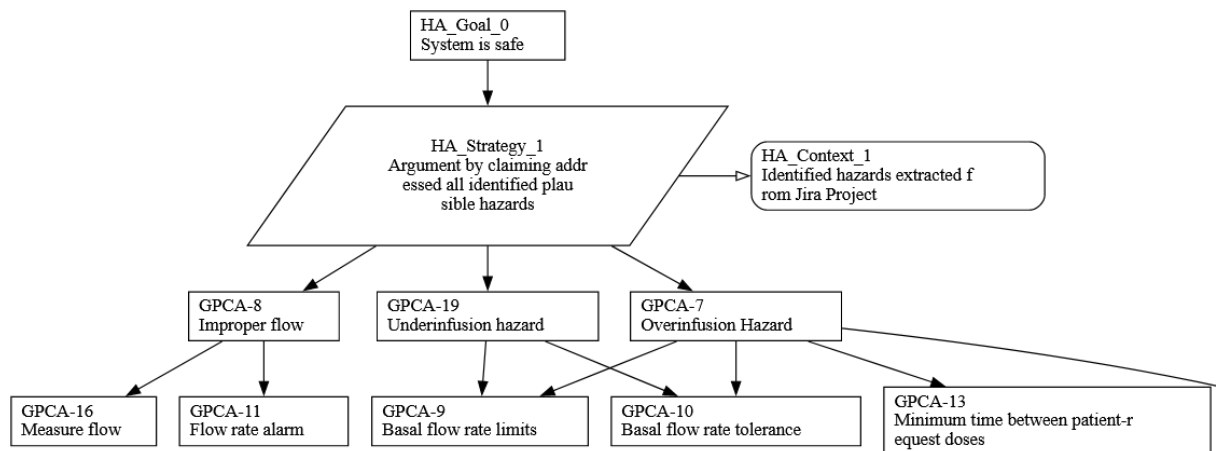 HA_Goal_0
System is safe
HA_Strategy_1
Argument by claiming addr
essed all identified plau
sible hazards
HA_Context_1
Identified hazards extracted f
rom Jira Project
GPCA-8
Improper flow
GPCA-19
Underinfusion hazard
GPCA-7
Overinfusion Hazard
GPCA-16
Measure flow
GPCA-11
Flow rate alarm
GPCA-9
Basal flow rate limits
GPCA-10
Basal flow rate tolerance
GPCA-13
Minimum time between patient-r
equest doses